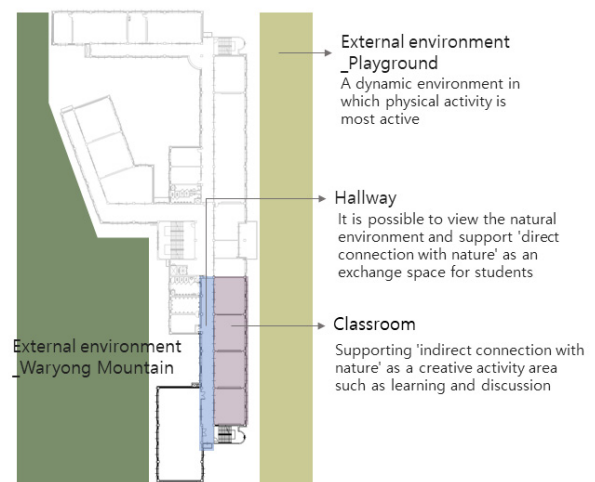 External environment
_Playground
A dynamic environment in
which physical activity is
most active
Hallway
It is possible to view the natural
environment and support 'direct
connection with nature' as an
exchange space for students
Classroom
Supporting 'indirect connection with
nature' as a creative activity area
such as learning and discussion
External environment
_Waryong Mountain